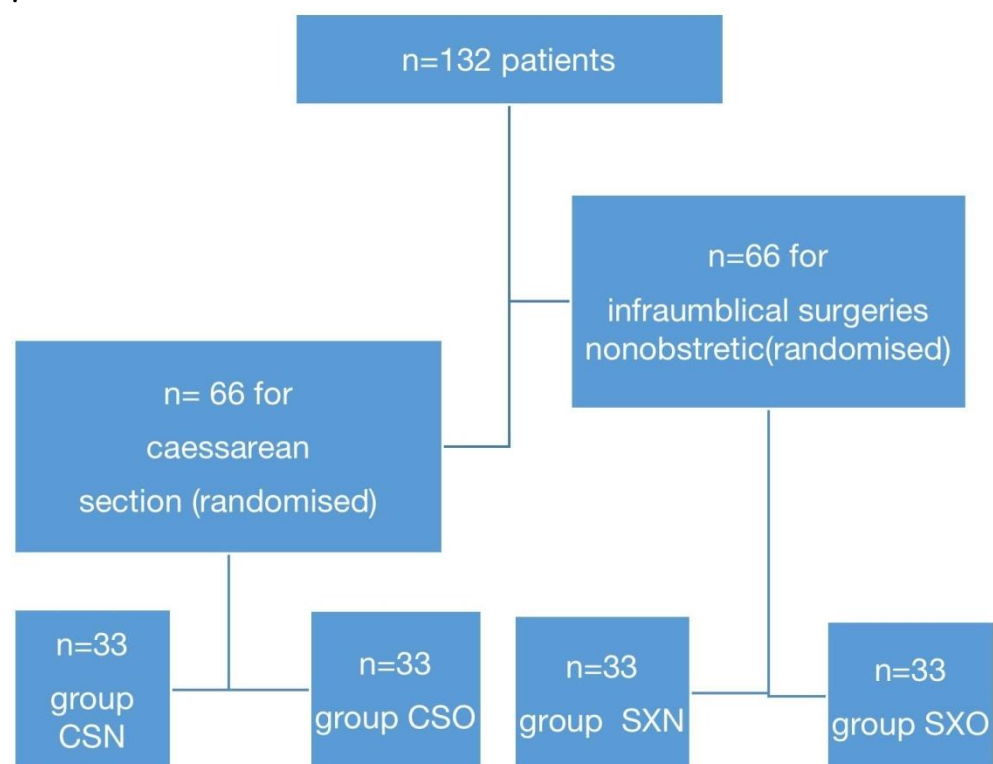 n=132 patients
n=66 for
infraumblical surgeries
nonobstretic(randomised)
n= 66 for
caessarean
section (randomised)
n=33
group
CSN
n=33
group CSO
n=33
group SXN
n=33
group SXO